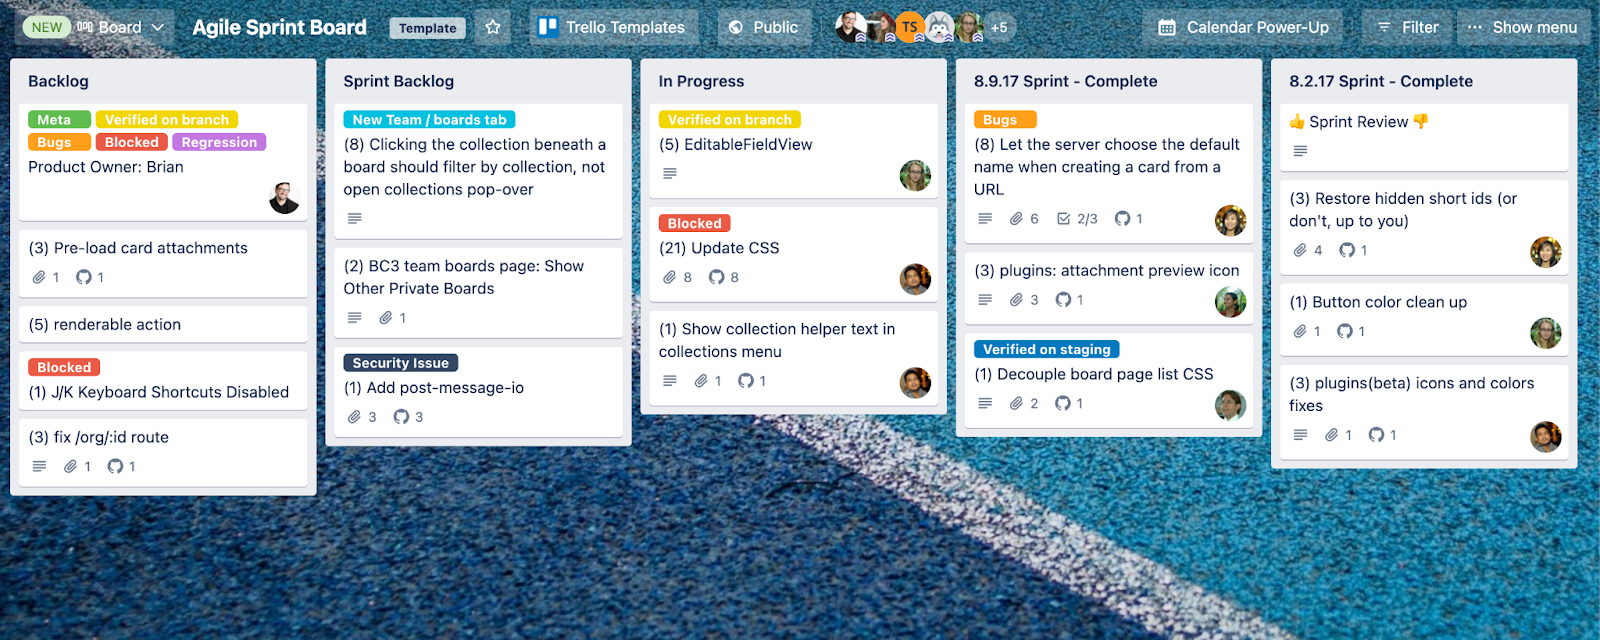 NEW Board Agile Sprint Board Template Trello Templates Public TS +5 Calendar Power-Up Filter ... Show menu
Backlog
Meta Verified on branch
Bugs Blocked Regression
Product Owner: Brian
(3) Pre-load card attachments
1 1
(5) renderable action
Blocked
(1) J/K Keyboard Shortcuts Disabled
(3) fix /org/:id route
1 1
Sprint Backlog
New Team / boards tab
(8) Clicking the collection beneath a
board should filter by collection, not
open collections pop-over
(2) BC3 team boards page: Show
Other Private Boards
1
Security Issue
(1) Add post-message-io
3 3
In Progress
Verified on branch
(5) EditableFieldView
Blocked
(21) Update CSS
8 8
(1) Show collection helper text in
collections menu
1 1
8.9.17 Sprint - Complete
Bugs
(8) Let the server choose the default
name when creating a card from a
URL
6 2/3 1
(3) plugins: attachment preview icon
3 1
Verified on staging
(1) Decouple board page list CSS
2 1
8.2.17 Sprint - Complete
👍 Sprint Review 👎
(3) Restore hidden short ids (or
don't, up to you)
4 1
(1) Button color clean up
1 1
(3) plugins(beta) icons and colors
fixes
1 1